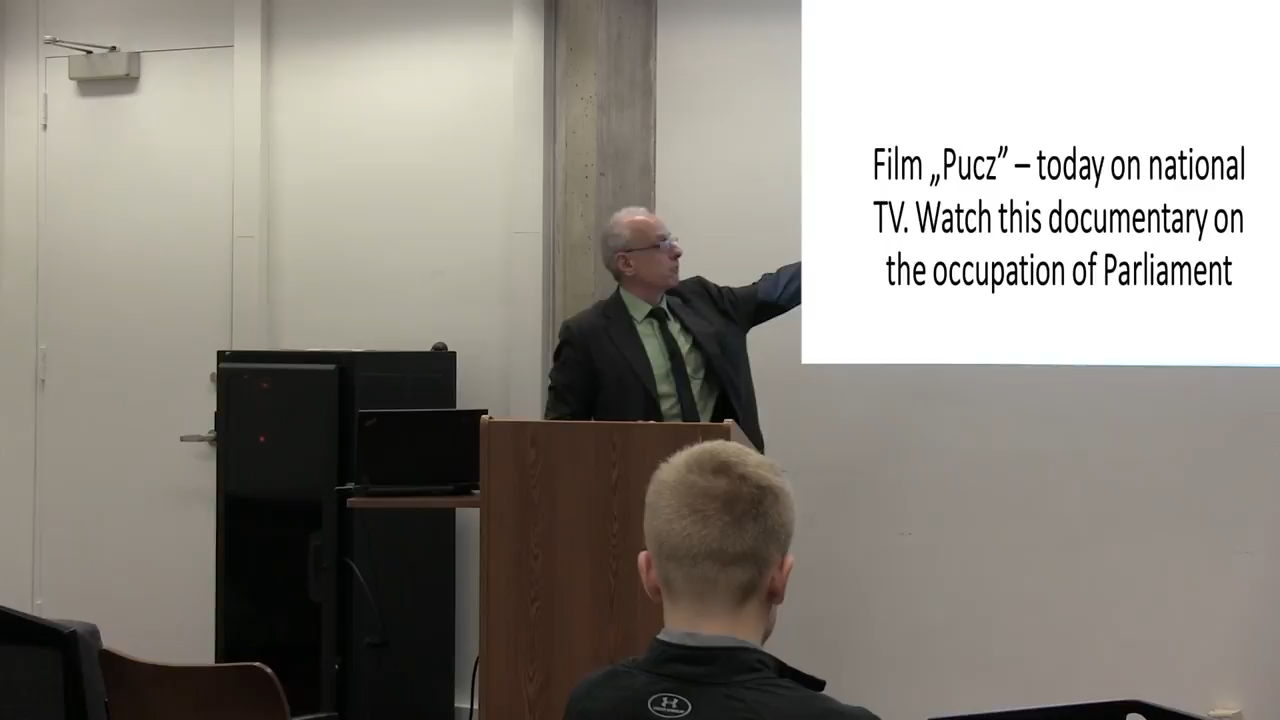 Film „Pucz” – today on national
TV. Watch this documentary on
the occupation of Parliament